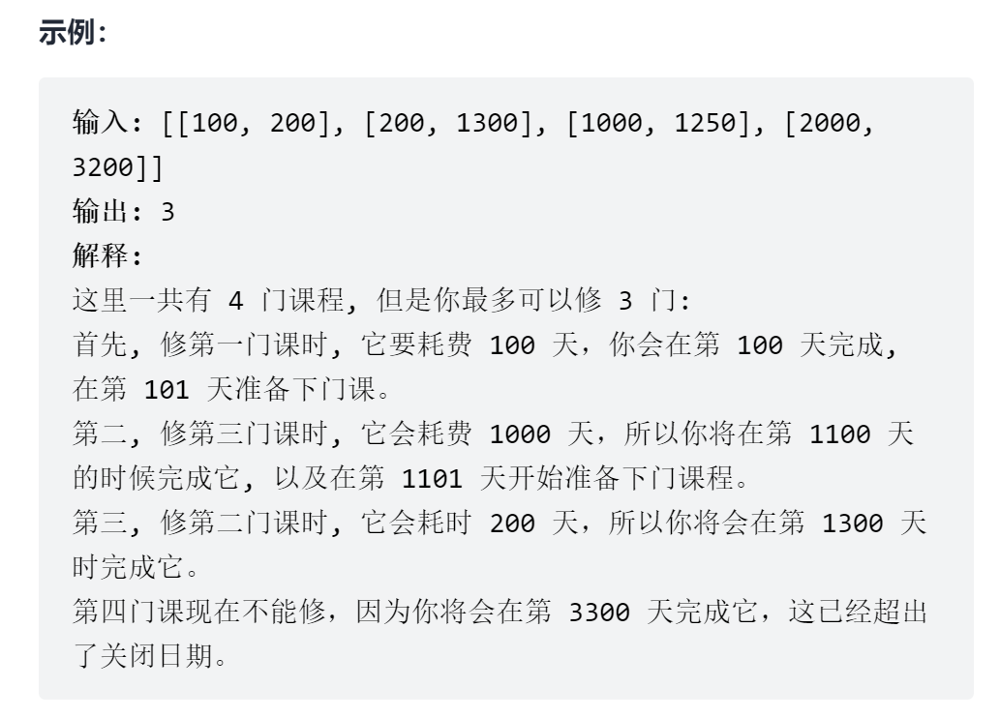 示例:
输入: [[100, 200], [200, 1300], [1000, 1250], [2000,
3200]]
输出: 3
解释:
这里一共有 4 门课程, 但是你最多可以修 3 门:
首先, 修第一门课时, 它要耗费 100 天，你会在第 100 天完成,
在第 101 天准备下门课。
第二, 修第三门课时, 它会耗费 1000 天，所以你将在第 1100 天
的时候完成它, 以及在第 1101 天开始准备下门课程。
第三, 修第二门课时, 它会耗时 200 天，所以你将会在第 1300 天
时完成它。
第四门课现在不能修，因为你将会在第 3300 天完成它，这已经超出
了关闭日期。